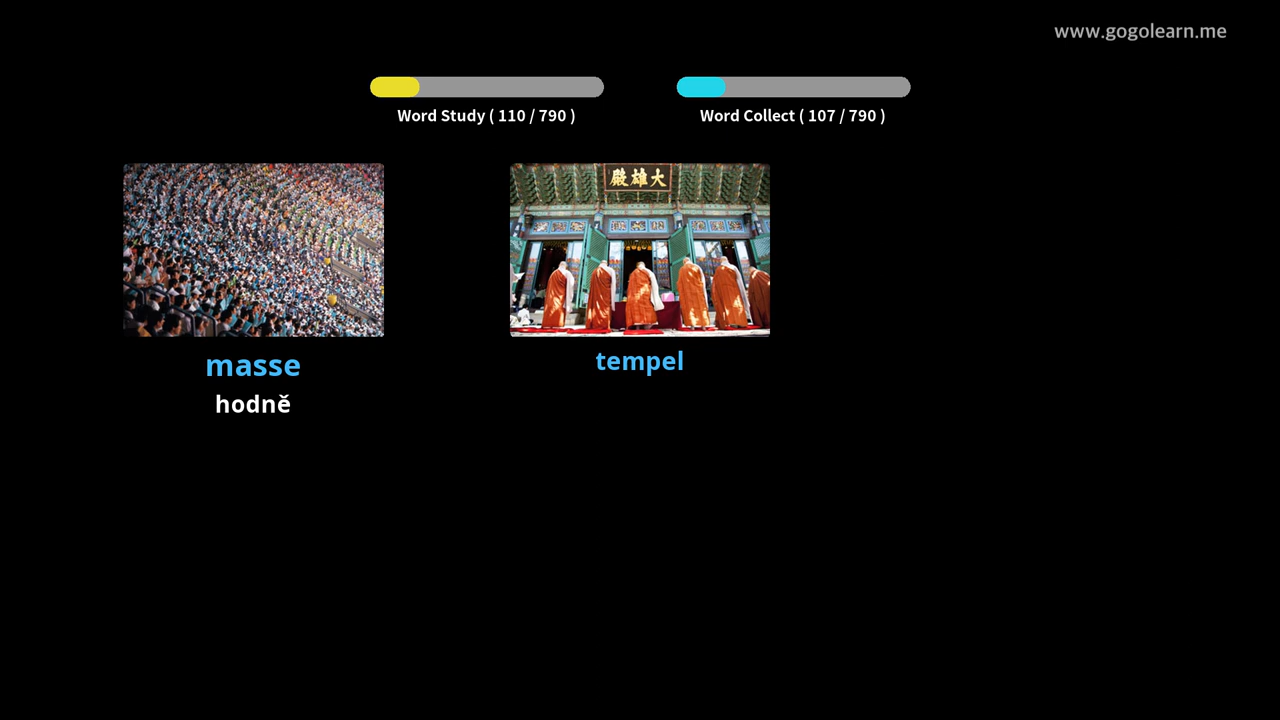 www.gogolearn.me
Word Study ( 110 / 790 )
Word Collect ( 107 / 790 )
殿雄大
masse
tempel
hodně